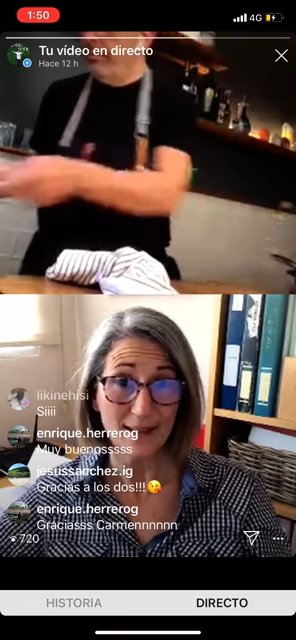 1:50
4G
Tu vídeo en directo
Hace 12 h
likinehisi
Siiii
enrique.herrerog
Muy buenosssss
jesussanchez.ig
Gracias a los dos!!!😘
enrique.herrerog
Graciasss Carmennnnnn
720
HISTORIA DIRECTO